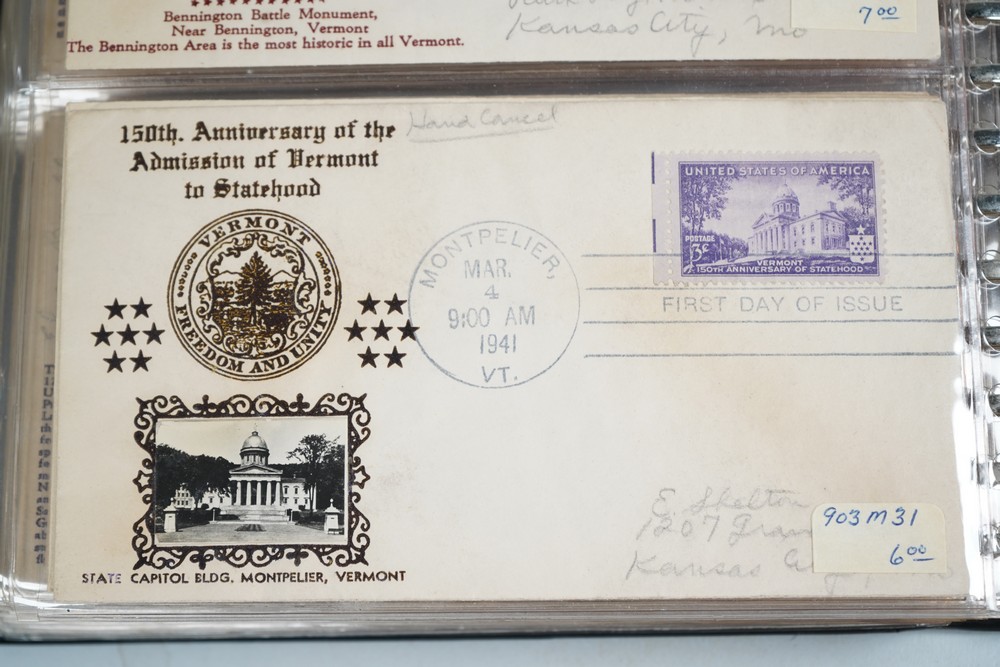 Bennington Battle Monument,
Near Bennington, Vermont
The Bennington Area is the most historic in all Vermont.
Kansas City, Mo
7 00
150th. Anniversary of the
Admission of Vermont
to Statehood
Hand Cancel
VERMONT
FREEDOM AND UNITY
STATE CAPITOL BLDG. MONTPELIER, VERMONT
MONTPELIER,
MAR.
4
9:00 AM
1941
VT.
UNITED STATES OF AMERICA
POSTAGE
3¢
VERMONT
150TH ANNIVERSARY OF STATEHOOD
FIRST DAY OF ISSUE
E. Shelton
1207
Kansas
903 M31
6 00